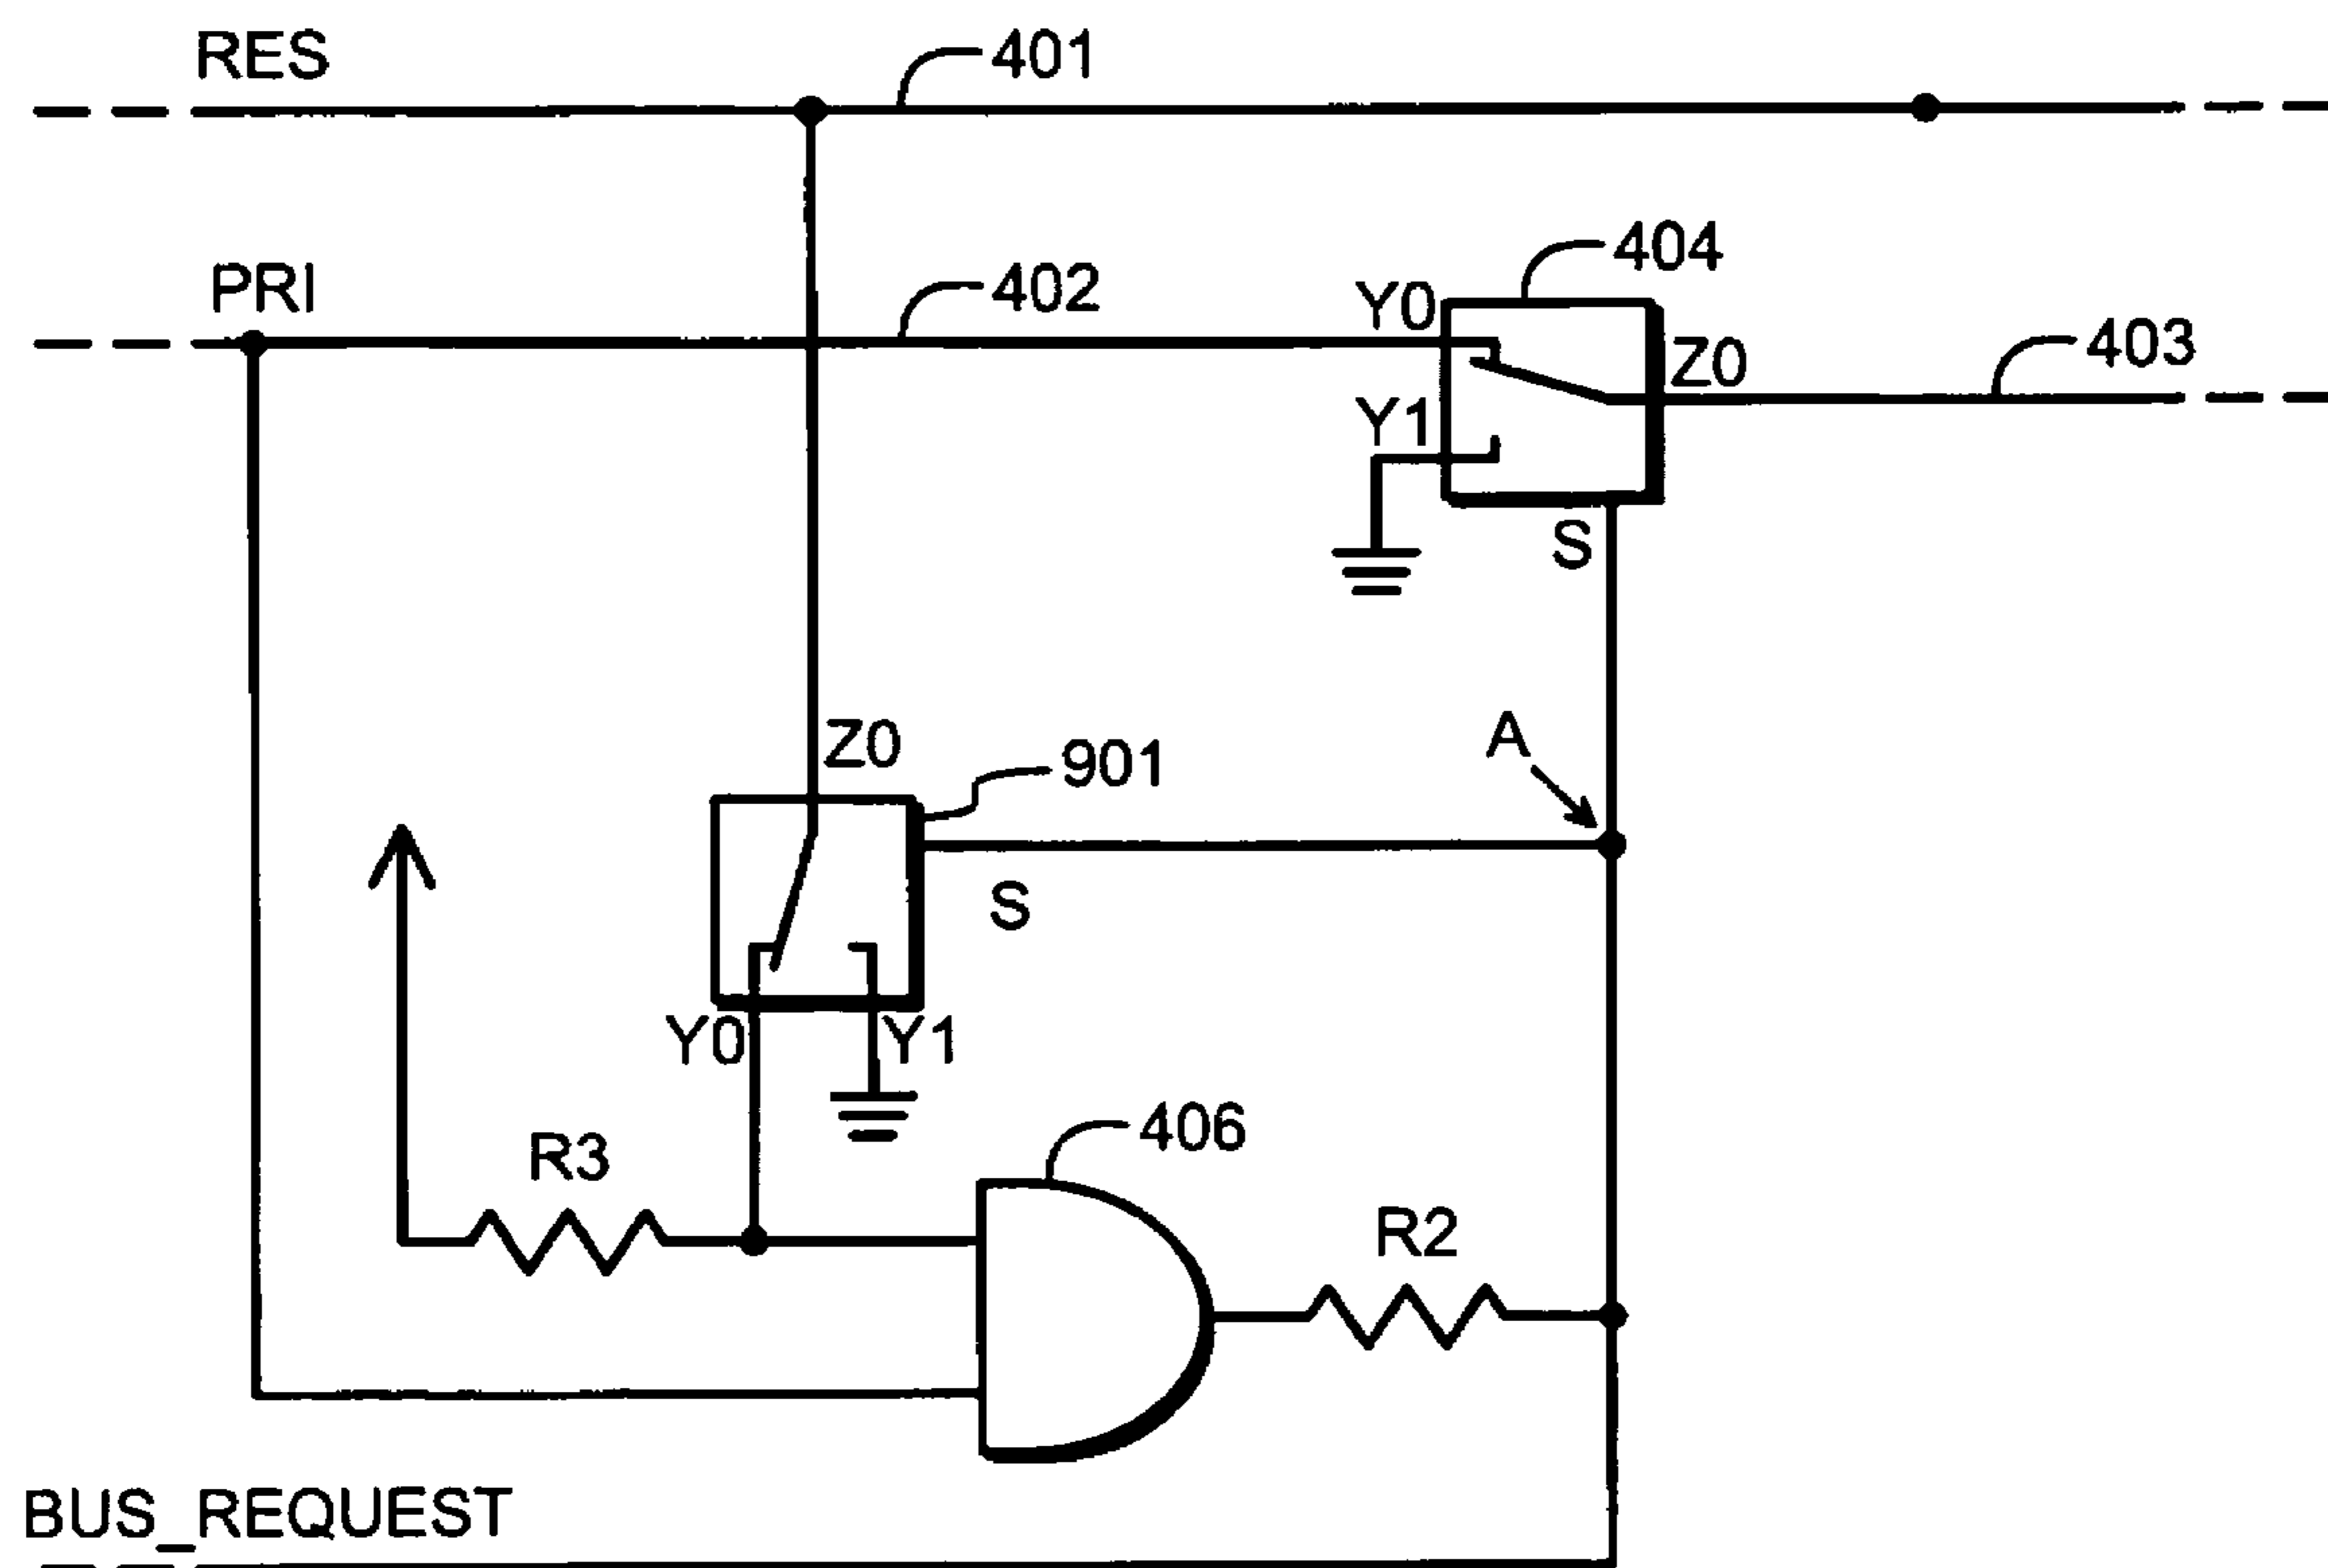 RES
401
PRI
402
404
Y0
Z0
403
Y1
S
A
Z0
901
S
Y0
Y1
406
R3
R2
BUS_REQUEST